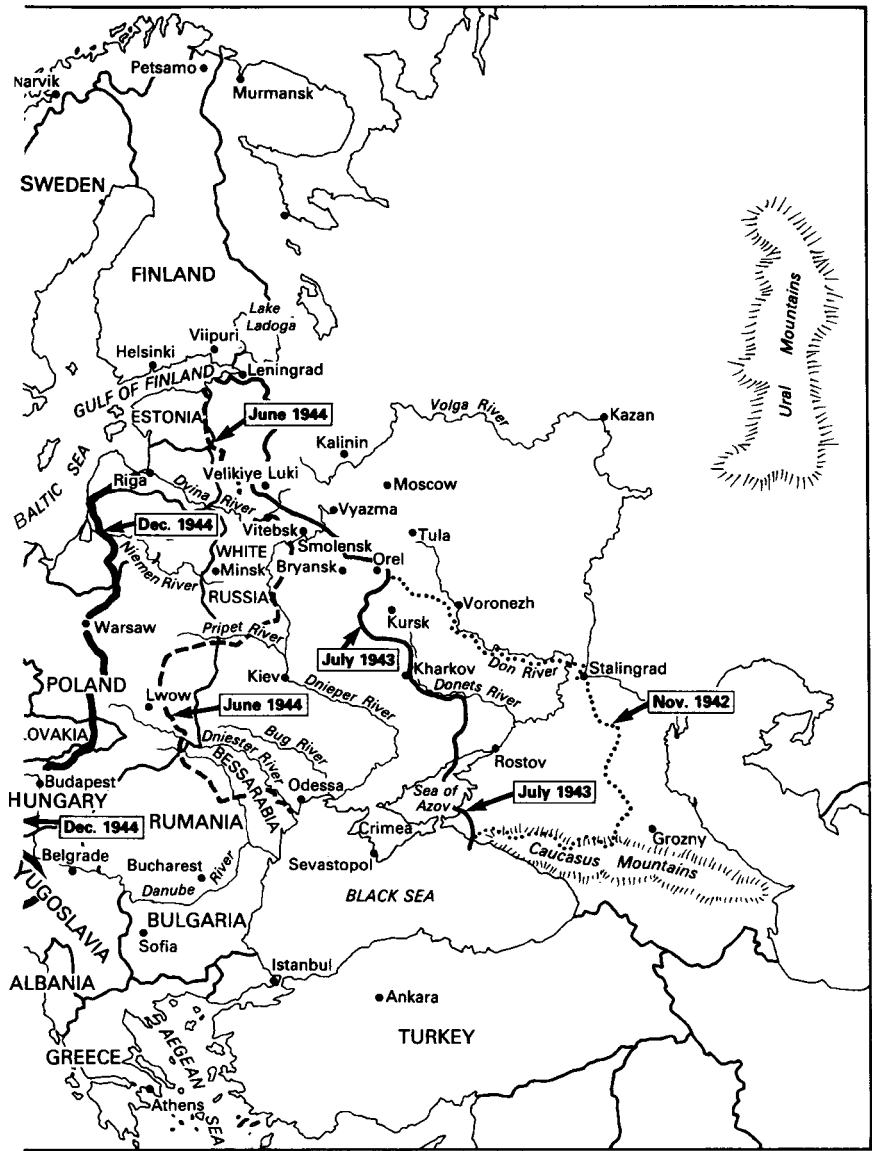 Petsamo
Narvik
Murmansk
SWEDEN
FINLAND
Lake
Ladoga
Viipuri
Helsinki
Leningrad
GULF OF FINLAND
ESTONIA
June 1944
Volga River
Kazan
Ural Mountains
Kalinin
BALTIC SEA
Riga
Dvina River
Velikiye Luki
Moscow
Vyazma
Dec. 1944
Vitebsk
Smolensk
Tula
Niemen River
WHITE
RUSSIA
Minsk
Bryansk
Orel
Voronezh
Kursk
Warsaw
Pripet River
July 1943
Don River
Stalingrad
Kharkov
Donets River
POLAND
Kiev
Dnieper River
Lwow
June 1944
Nov. 1942
OVAKIA
Bug River
Dniester River
BESSARABIA
Rostov
Budapest
Odessa
Sea of
Azov
July 1943
HUNGARY
Dec. 1944
RUMANIA
Crimea
Grozny
Caucasus Mountains
Belgrade
Bucharest
Sevastopol
Danube River
BLACK SEA
YUGOSLAVIA
BULGARIA
Sofia
Istanbul
ALBANIA
Ankara
TURKEY
GREECE
AEGEAN SEA
Athens